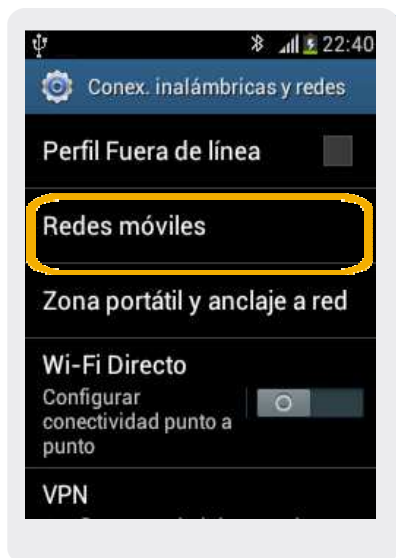 22:40
Conex. inalámbricas y redes
Perfil Fuera de línea
Redes móviles
Zona portátil y anclaje a red
Wi-Fi Directo
Configurar
conectividad punto a
punto
VPN